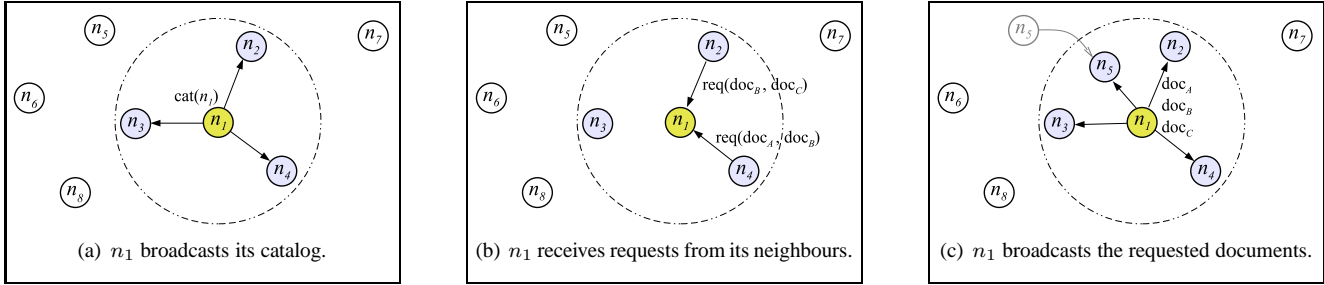 n5
n2
n7
cat(n1)
n6
n3
n1
n4
n8
(a) n1 broadcasts its catalog.
n5
n2
n7
req(docB, docC)
n6
n3
n1
req(docA, docB)
n4
n8
(b) n1 receives requests from its neighbours.
n5
n2
n7
n5
docA
n6
docB
n3
n1
docC
n4
n8
(c) n1 broadcasts the requested documents.